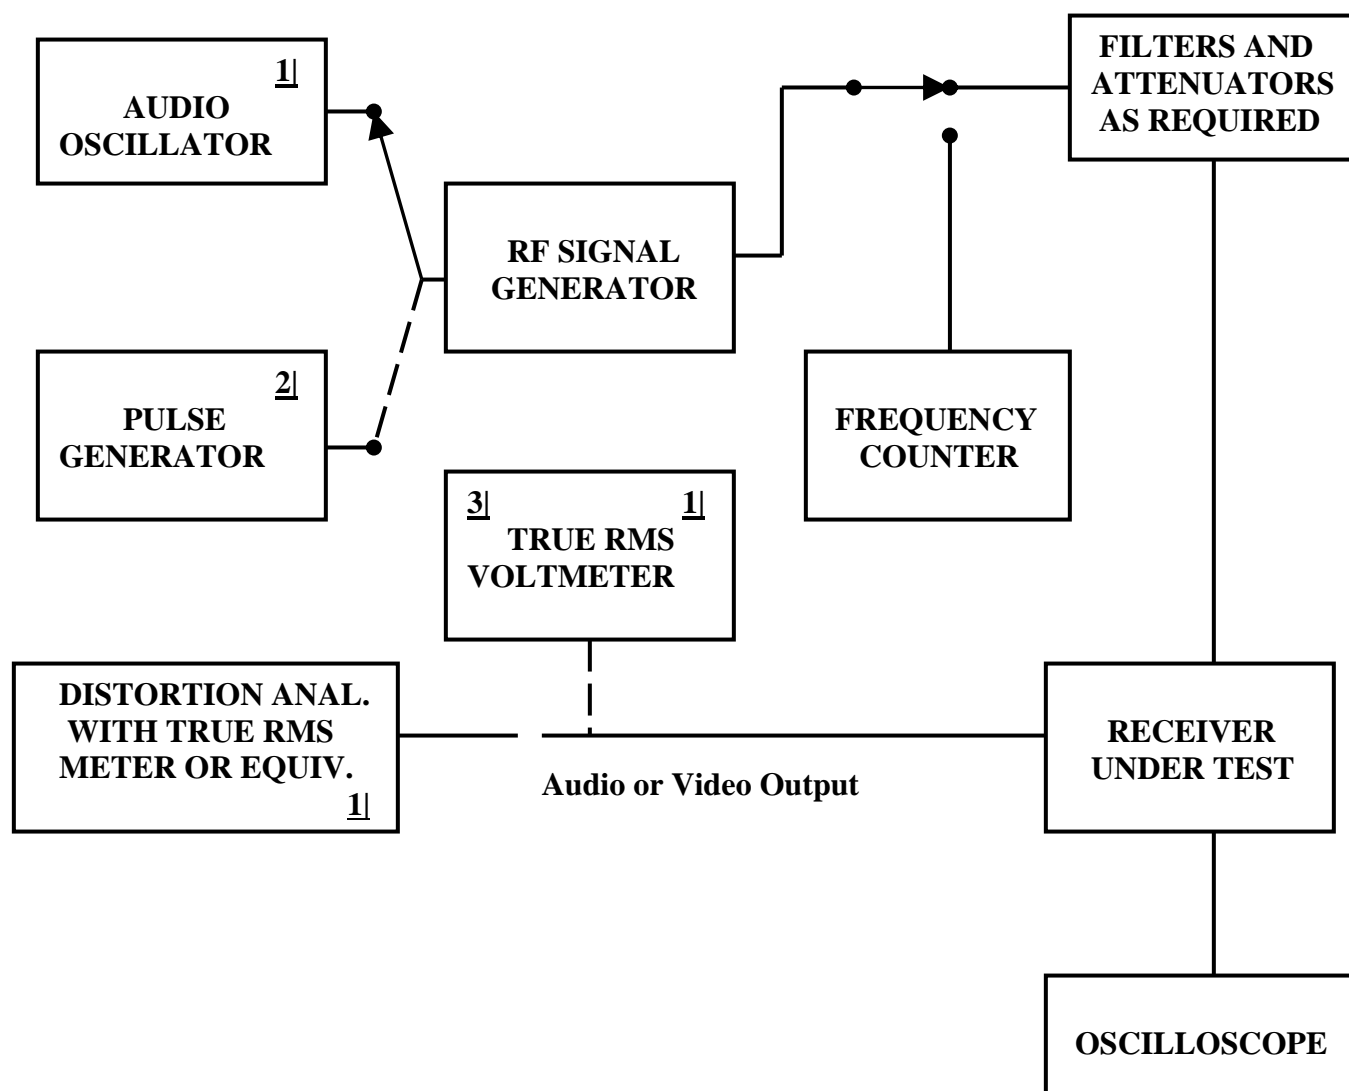 1|
AUDIO
OSCILLATOR
FILTERS AND
ATTENUATORS
AS REQUIRED
RF SIGNAL
GENERATOR
2|
PULSE
GENERATOR
FREQUENCY
COUNTER
3| 1|
TRUE RMS
VOLTMETER
DISTORTION ANAL.
WITH TRUE RMS
METER OR EQUIV.
1|
Audio or Video Output
RECEIVER
UNDER TEST
OSCILLOSCOPE